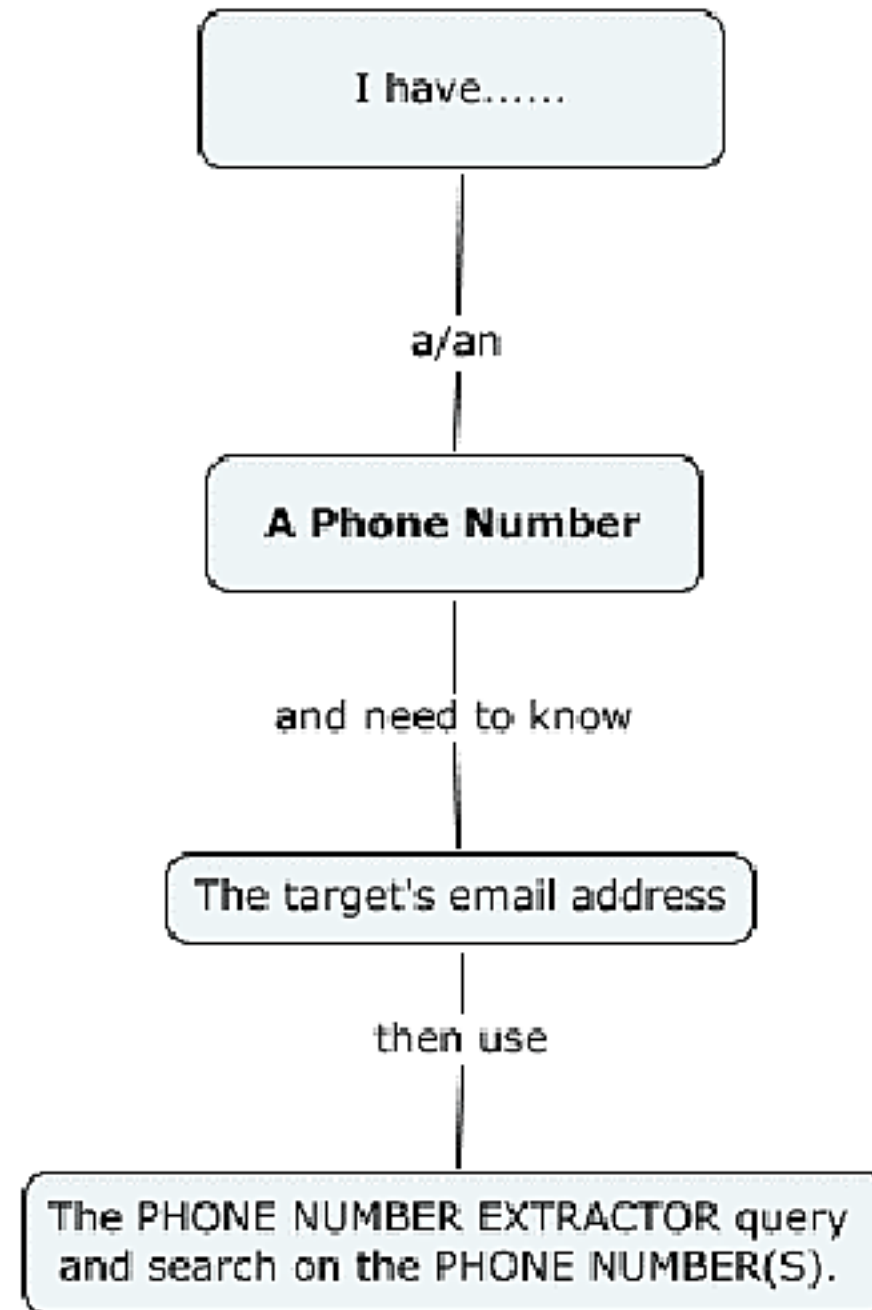 I have......
a/an
A Phone Number
and need to know
The target's email address
then use
The PHONE NUMBER EXTRACTOR query
and search on the PHONE NUMBER(S).